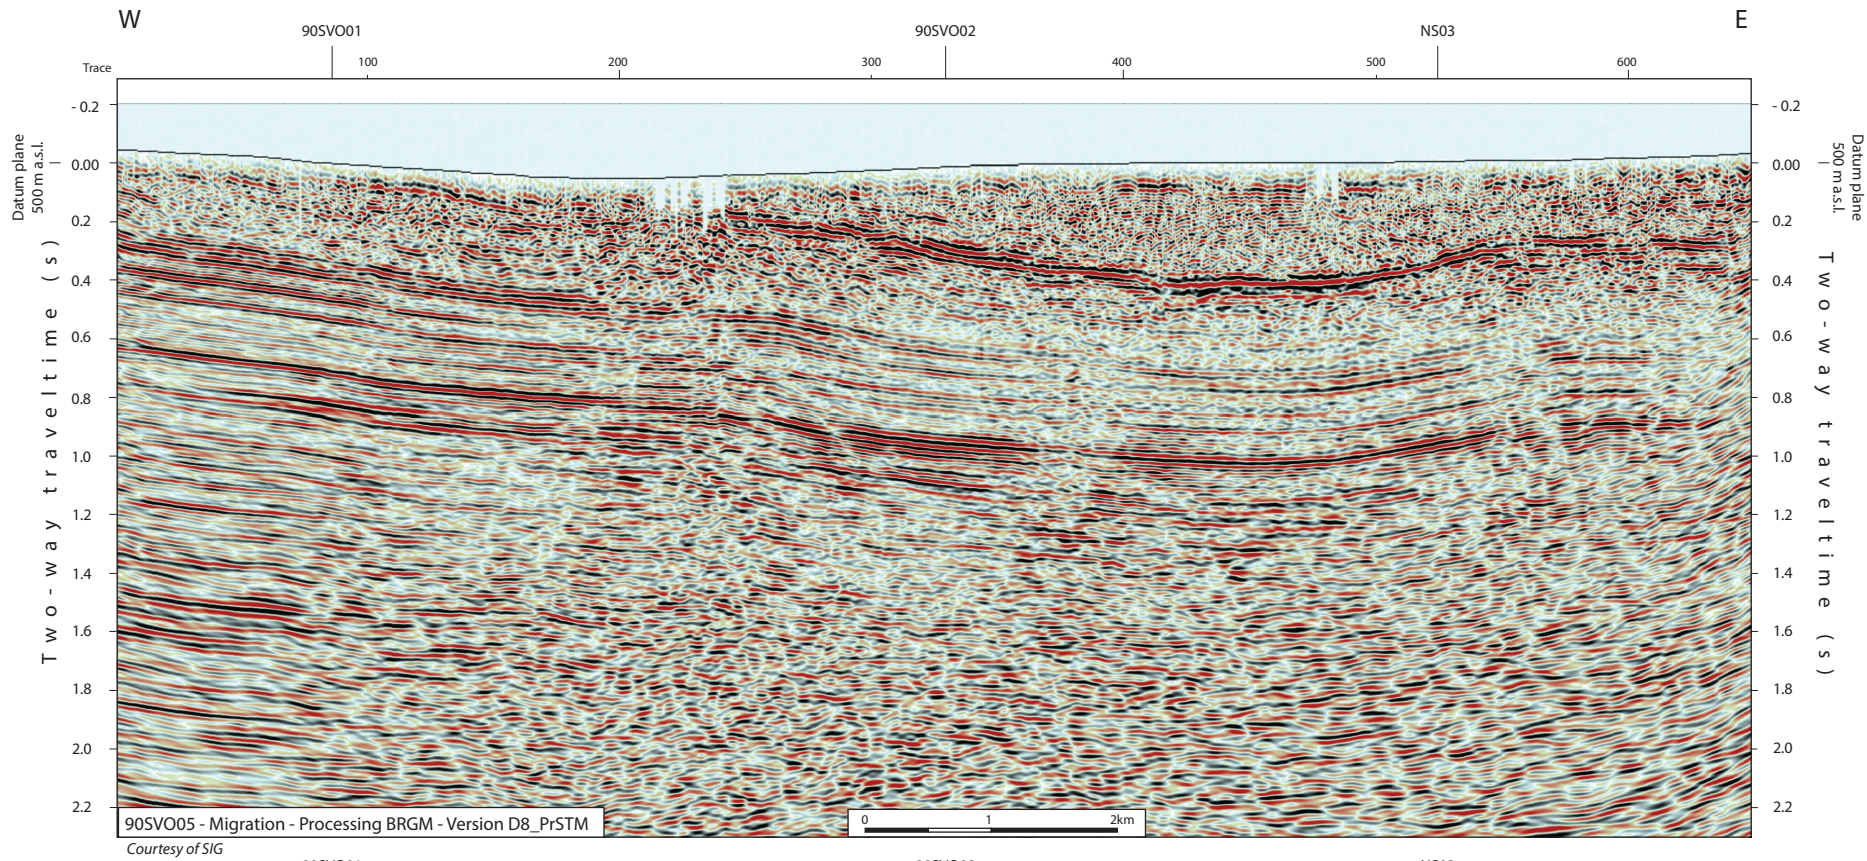 W
E
90SVO01
90SVO02
NS03
Trace
100
200
300
400
500
600
- 0.2
0.00
0.2
0.4
0.6
0.8
1.0
1.2
1.4
1.6
1.8
2.0
2.2
Datum plane
500 m a.s.l.
Two-way traveltime (s)
- 0.2
0.00
0.2
0.4
0.6
0.8
1.0
1.2
1.4
1.6
1.8
2.0
2.2
Datum plane
500 m a.s.l.
Two-way traveltime (s)
90SVO05 - Migration - Processing BRGM - Version D8_PrSTM
0 1 2km
Courtesy of SIG